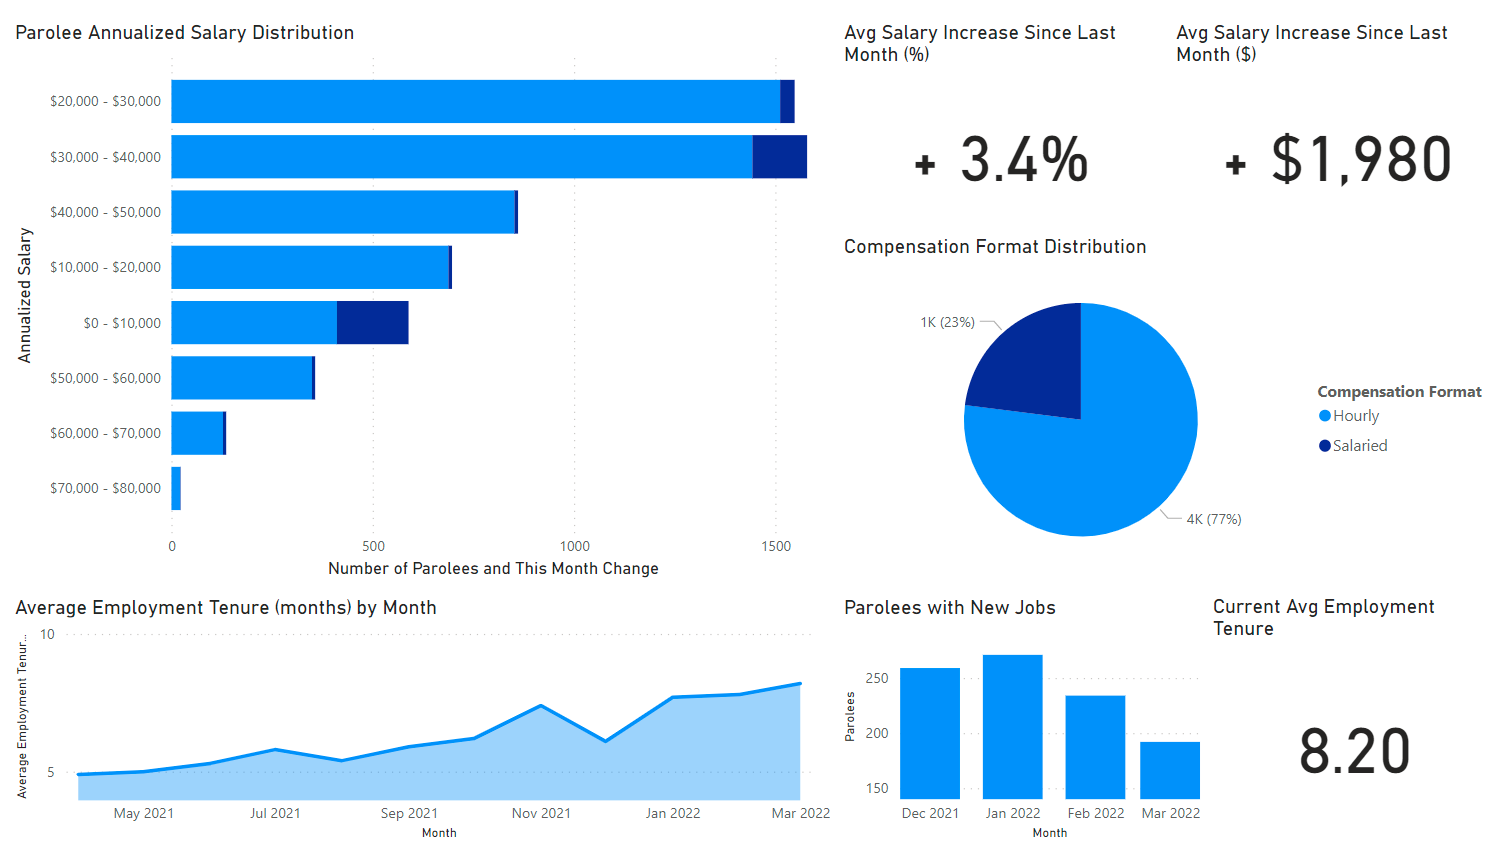 Parolee Annualized Salary Distribution
Annualized Salary
$20,000 - $30,000
$30,000 - $40,000
$40,000 - $50,000
$10,000 - $20,000
$0 - $10,000
$50,000 - $60,000
$60,000 - $70,000
$70,000 - $80,000
0
500
1000
1500
Number of Parolees and This Month Change
Avg Salary Increase Since Last
Month (%)
+ 3.4%
Avg Salary Increase Since Last
Month ($)
+ $1,980
Compensation Format Distribution
1K (23%)
4K (77%)
Compensation Format
Hourly
Salaried
Average Employment Tenure (months) by Month
Average Employment Tenur...
10
5
May 2021
Jul 2021
Sep 2021
Nov 2021
Jan 2022
Mar 2022
Month
Parolees with New Jobs
Parolees
250
200
150
Dec 2021
Jan 2022
Feb 2022
Mar 2022
Month
Current Avg Employment
Tenure
8.20